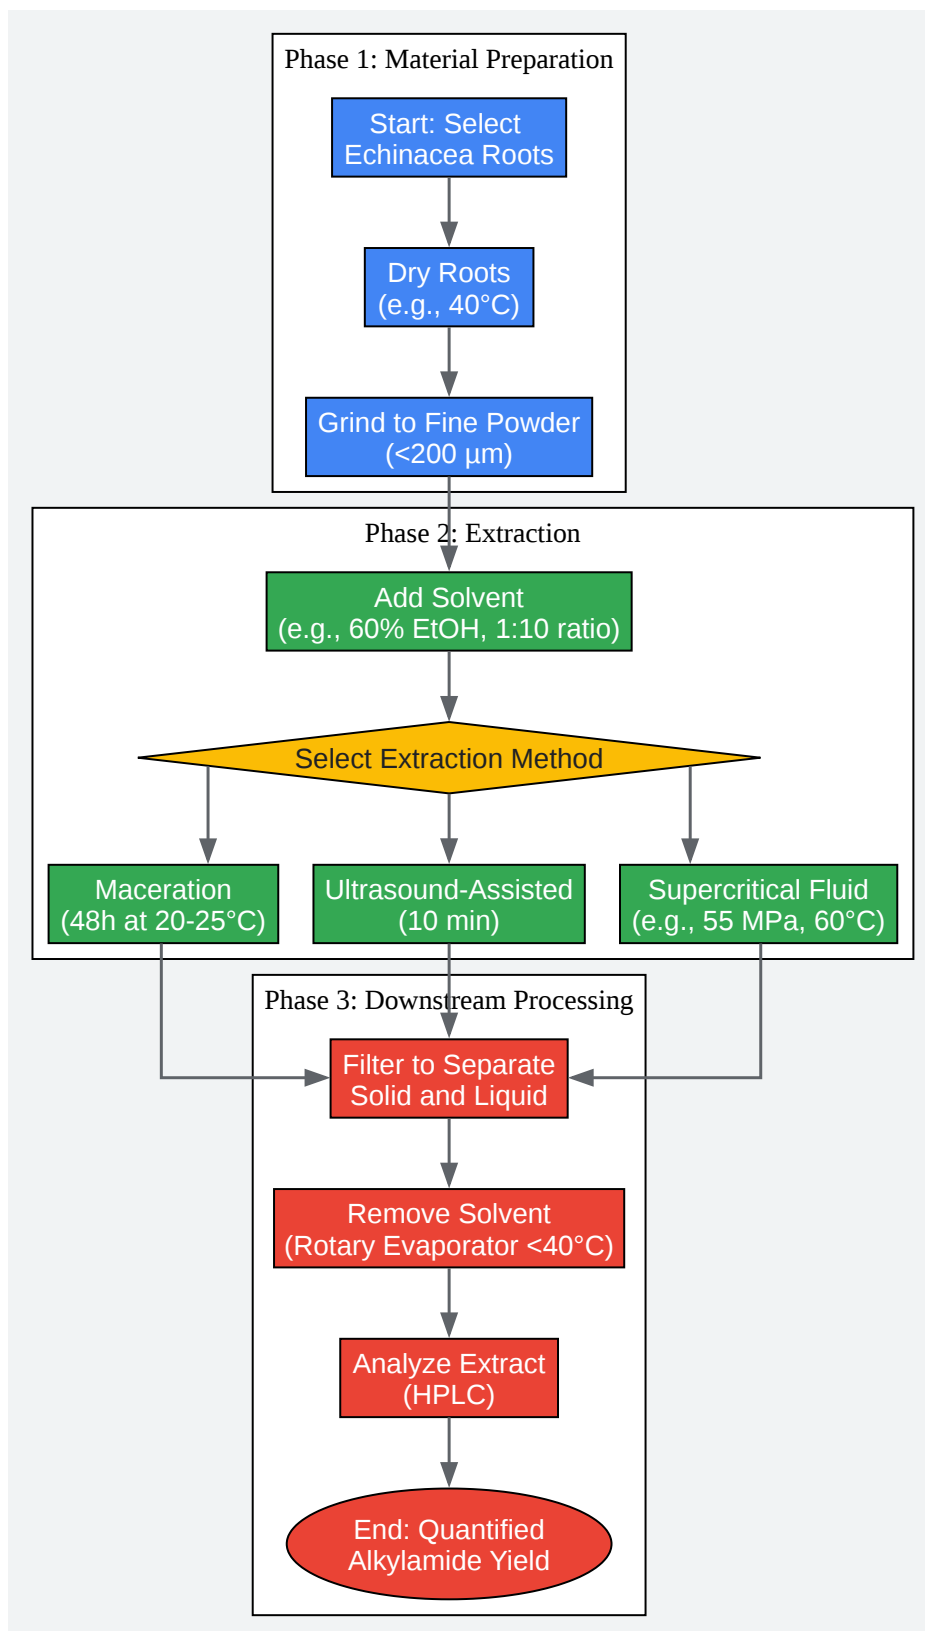 Phase 1: Material Preparation
Start: Select
Echinacea Roots
Dry Roots
(e.g., 40°C)
Grind to Fine Powder
(<200 µm)
Phase 2: Extraction
Add Solvent
(e.g., 60% EtOH, 1:10 ratio)
Select Extraction Method
Maceration
(48h at 20-25°C)
Ultrasound-Assisted
(10 min)
Supercritical Fluid
(e.g., 55 MPa, 60°C)
Phase 3: Downstream Processing
Filter to Separate
Solid and Liquid
Remove Solvent
(Rotary Evaporator <40°C)
Analyze Extract
(HPLC)
End: Quantified
Alkylamide Yield